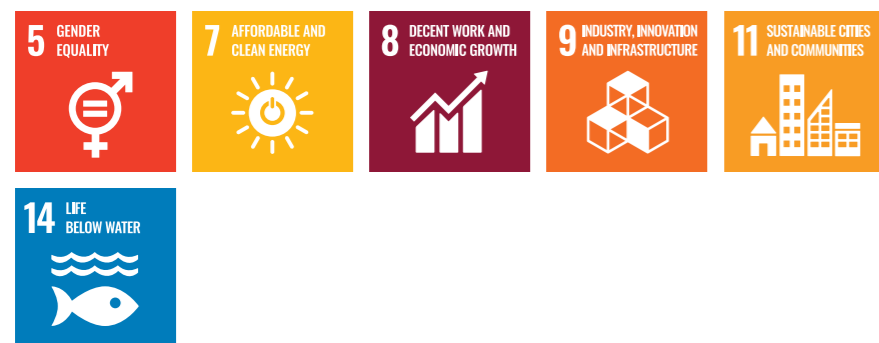 5 GENDER
EQUALITY
7 AFFORDABLE AND
CLEAN ENERGY
8 DECENT WORK AND
ECONOMIC GROWTH
9 INDUSTRY, INNOVATION
AND INFRASTRUCTURE
11 SUSTAINABLE CITIES
AND COMMUNITIES
14 LIFE
BELOW WATER